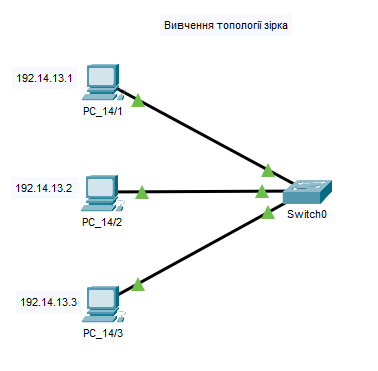 Вивчення топології зірка
192.14.13.1
PC_14/1
192.14.13.2
PC_14/2
Switch0
192.14.13.3
PC_14/3